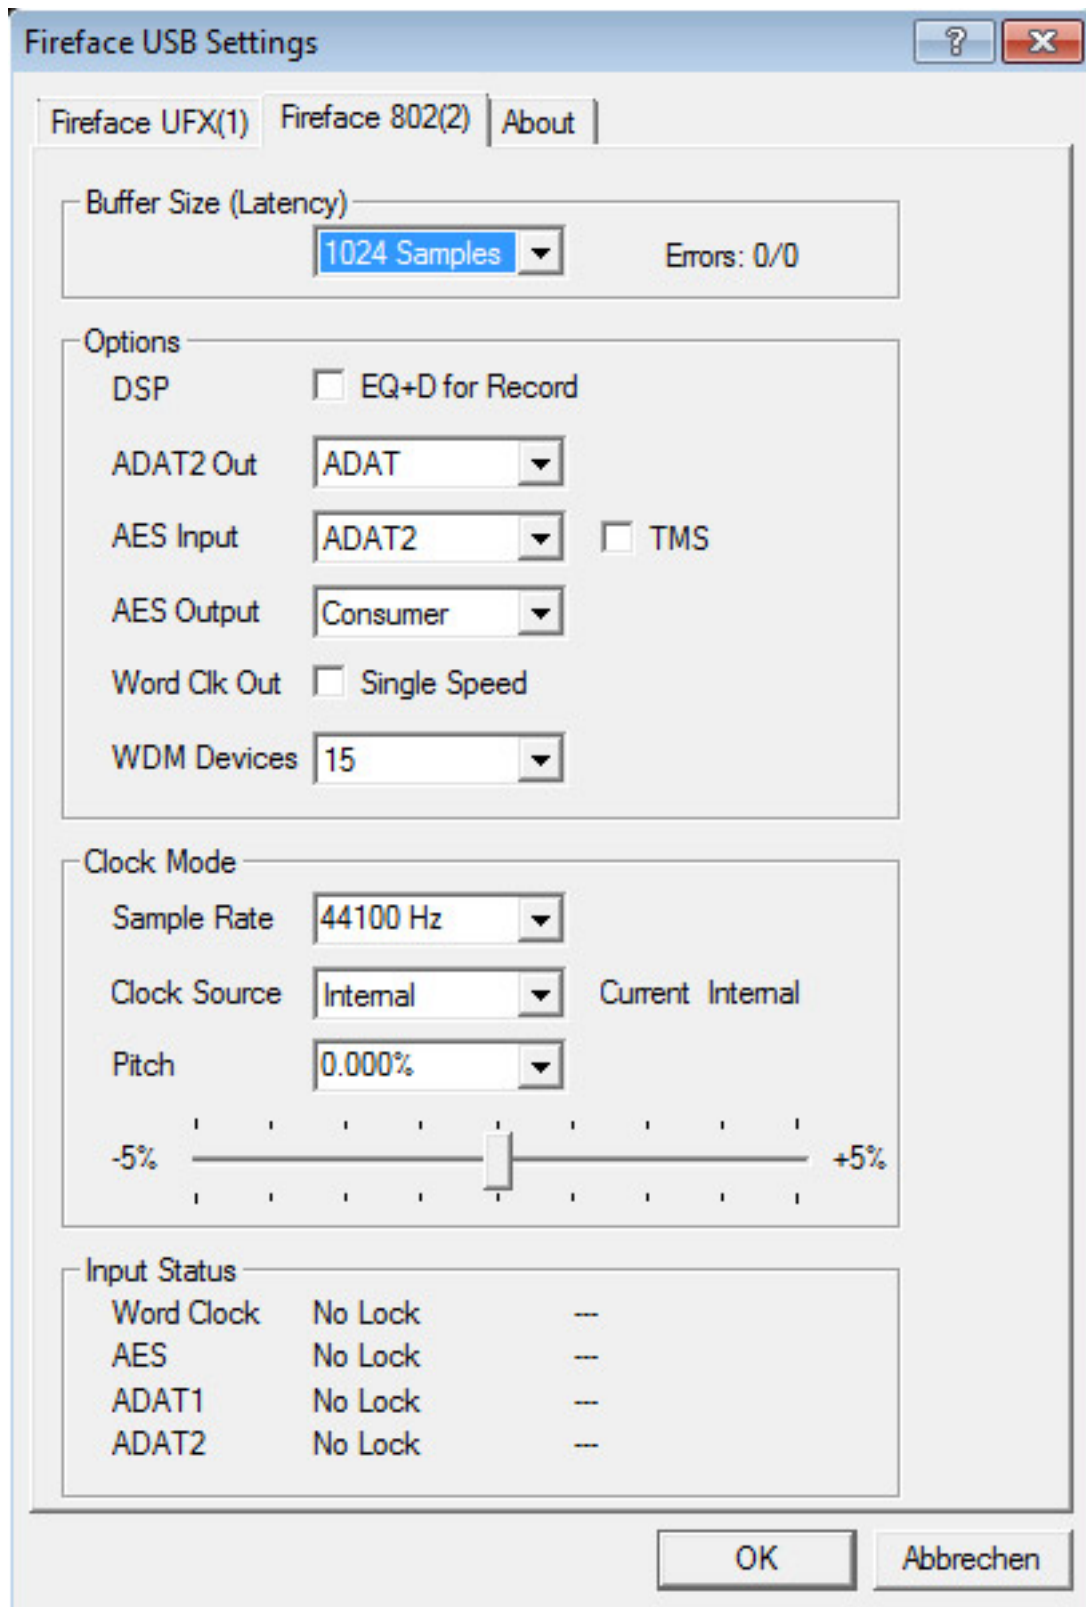 Fireface USB Settings
Fireface UFX(1) Fireface 802(2) About
Buffer Size (Latency)
1024 Samples Errors: 0/0
Options
DSP EQ+D for Record
ADAT2 Out ADAT
AES Input ADAT2 TMS
AES Output Consumer
Word Clk Out Single Speed
WDM Devices 15
Clock Mode
Sample Rate 44100 Hz
Clock Source Internal Current Internal
Pitch 0.000%
-5% +5%
Input Status
Word Clock No Lock ---
AES No Lock ---
ADAT1 No Lock ---
ADAT2 No Lock ---
OK Abbrechen